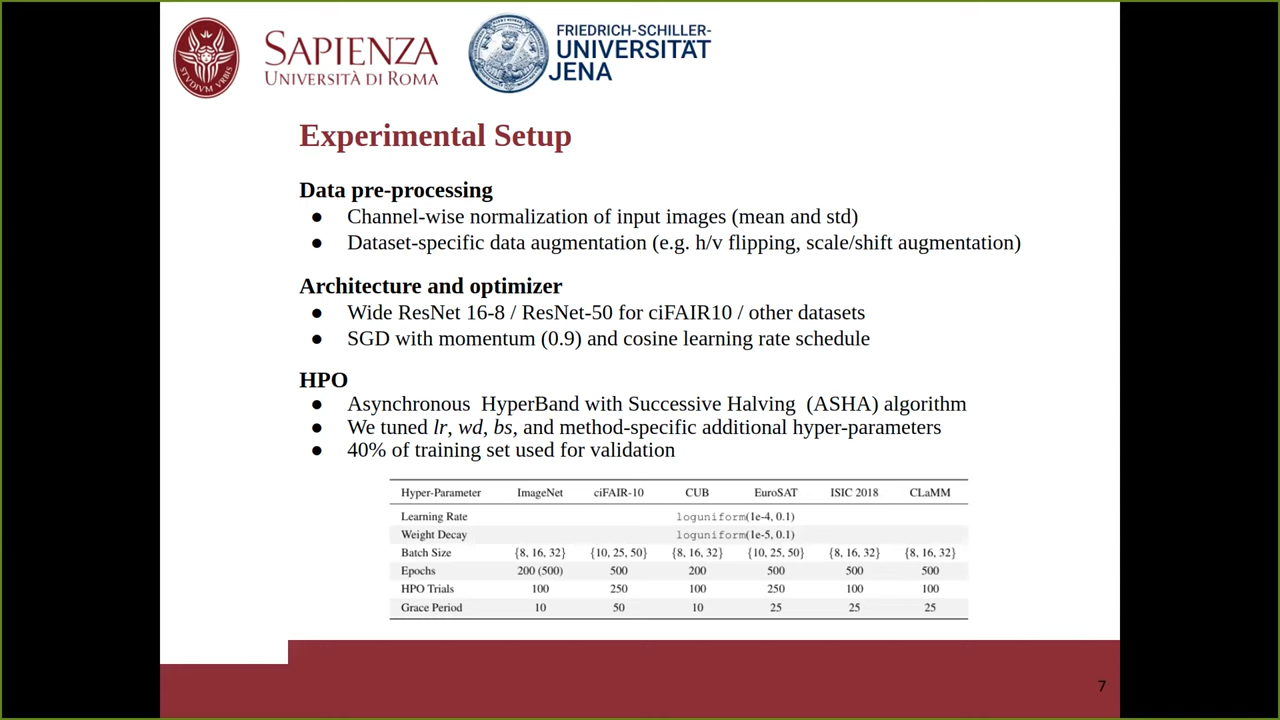 STVDIVM VRBIS
SAPIENZA
UNIVERSITÀ DI ROMA
FRIEDRICH-SCHILLER-
UNIVERSITÄT
JENA
Experimental Setup
Data pre-processing
● Channel-wise normalization of input images (mean and std)
● Dataset-specific data augmentation (e.g. h/v flipping, scale/shift augmentation)
Architecture and optimizer
● Wide ResNet 16-8 / ResNet-50 for ciFAIR10 / other datasets
● SGD with momentum (0.9) and cosine learning rate schedule
HPO
● Asynchronous HyperBand with Successive Halving (ASHA) algorithm
● We tuned lr, wd, bs, and method-specific additional hyper-parameters
● 40% of training set used for validation
Hyper-Parameter ImageNet ciFAIR-10 CUB EuroSAT ISIC 2018 CLaMM
Learning Rate loguniform(1e-4, 0.1)
Weight Decay loguniform(1e-5, 0.1)
Batch Size {8, 16, 32} {10, 25, 50} {8, 16, 32} {10, 25, 50} {8, 16, 32} {8, 16, 32}
Epochs 200 (500) 500 200 500 500 500
HPO Trials 100 250 100 250 100 100
Grace Period 10 50 10 25 25 25
7